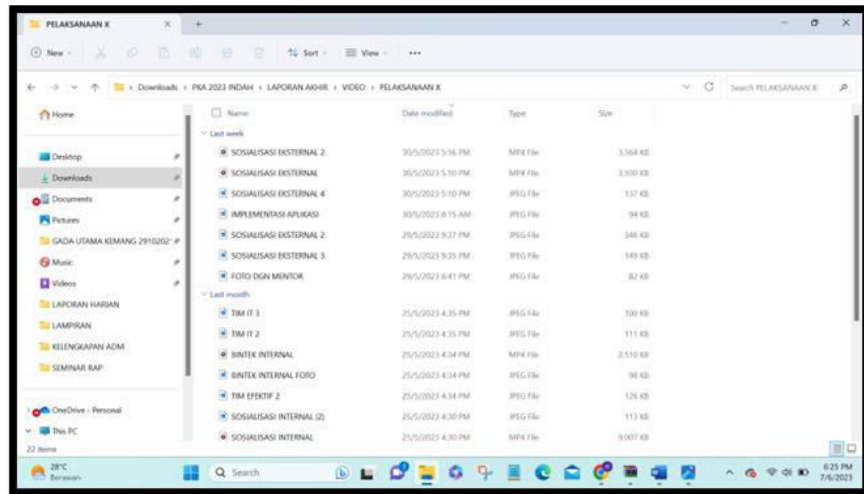 PELAKSANAAN X
New Sort View
Downloads PKA 2023 INDAH LAPORAN AKHIR VIDEO PELAKSANAAN X Search PELAKSANAAN X
Home Name Date modified Type Size
Last week
Desktop SOSIALISASI EKSTERNAL 2 30/5/2023 5:16 PM MP4 File 3,564 KB
Downloads SOSIALISASI EKSTERNAL 30/5/2023 5:10 PM MP4 File 3,930 KB
Documents SOSIALISASI EKSTERNAL 4 30/5/2023 5:10 PM JPEG File 137 KB
Pictures IMPLEMENTASI APLIKASI 30/5/2023 8:15 AM JPEG File 94 KB
GADA UTAMA KEMANG 2910202 SOSIALISASI EKSTERNAL 2 29/5/2023 9:37 PM JPEG File 346 KB
Music SOSIALISASI EKSTERNAL 3 29/5/2023 9:35 PM JPEG File 149 KB
Videos FOTO DGN MENTOR 29/5/2023 8:41 PM JPEG File 82 KB
LAPORAN HARIAN Last month
LAMPIRAN TIM IT 3 25/5/2023 4:35 PM JPEG File 100 KB
KELENGKAPAN ADM TIM IT 2 25/5/2023 4:35 PM JPEG File 111 KB
SEMINAR RAP BINTEK INTERNAL 25/5/2023 4:34 PM MP4 File 2,510 KB
BINTEK INTERNAL FOTO 25/5/2023 4:34 PM JPEG File 98 KB
TIM EFEKTIF 2 25/5/2023 4:34 PM JPEG File 126 KB
OneDrive - Personal SOSIALISASI INTERNAL (2) 25/5/2023 4:30 PM JPEG File 113 KB
This PC SOSIALISASI INTERNAL 25/5/2023 4:30 PM MP4 File 9,007 KB
22 items
28°C Search 6:25 PM
Berawan 7/6/2023